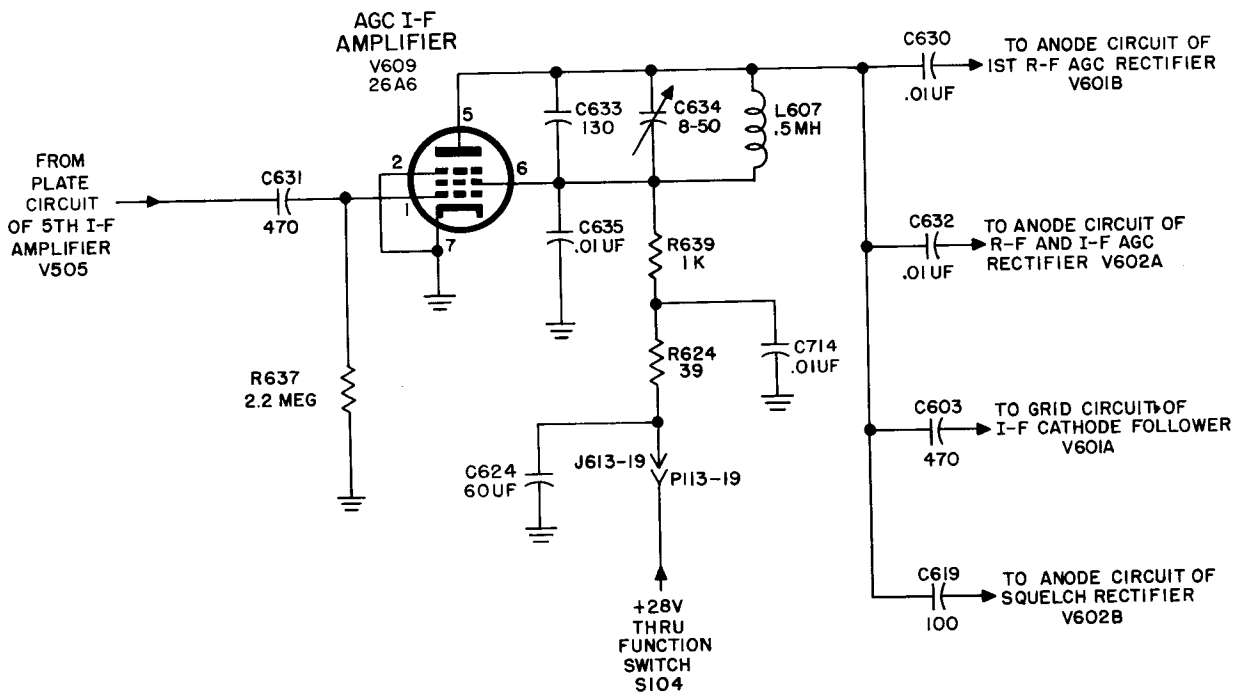 AGC I-F
AMPLIFIER
V609
26A6
5
2
6
1
7
FROM
PLATE
CIRCUIT
OF 5TH I-F
AMPLIFIER
V505
C631
470
R637
2.2 MEG
C633
130
C634
8-50
L607
.5MH
C635
.01UF
R639
1K
R624
39
C714
.01UF
C624
60UF
J613-19
P113-19
+28V
THRU
FUNCTION
SWITCH
S104
C630
.01UF
TO ANODE CIRCUIT OF
1ST R-F AGC RECTIFIER
V601B
C632
.01UF
TO ANODE CIRCUIT OF
R-F AND I-F AGC
RECTIFIER V602A
C603
470
TO GRID CIRCUIT OF
I-F CATHODE FOLLOWER
V601A
C619
100
TO ANODE CIRCUIT OF
SQUELCH RECTIFIER
V602B